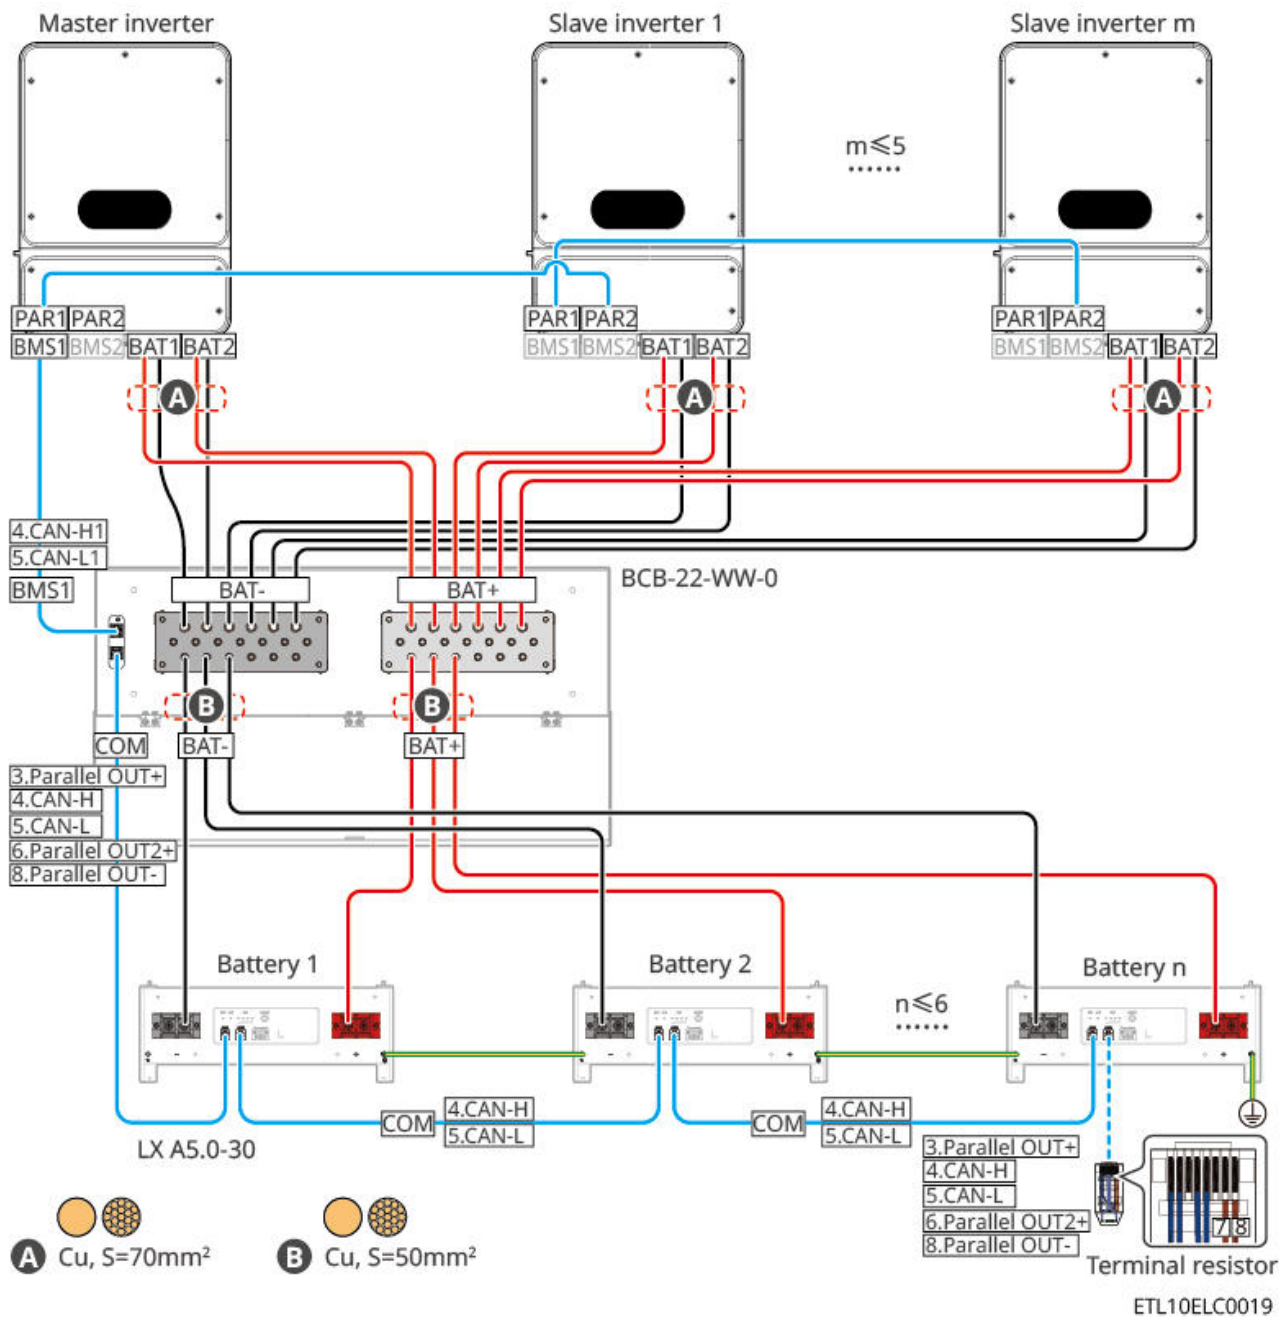 Master inverter
Slave inverter 1
Slave inverter m
m≤5
PAR1 PAR2
PAR1 PAR2
PAR1 PAR2
BMS1 BMS2 BAT1 BAT2
BMS1 BMS2 BAT1 BAT2
BMS1 BMS2 BAT1 BAT2
A
A
A
4.CAN-H1
5.CAN-L1
BMS1
BAT-
BAT+
BCB-22-WW-0
B
B
COM
BAT-
BAT+
3.Parallel OUT+
4.CAN-H
5.CAN-L
6.Parallel OUT2+
8.Parallel OUT-
Battery 1
Battery 2
Battery n
n≤6
COM
4.CAN-H
5.CAN-L
COM
4.CAN-H
5.CAN-L
LX A5.0-30
3.Parallel OUT+
4.CAN-H
5.CAN-L
6.Parallel OUT2+
8.Parallel OUT-
7 8
Terminal resistor
A Cu, S=70mm²
B Cu, S=50mm²
ETL10ELC0019